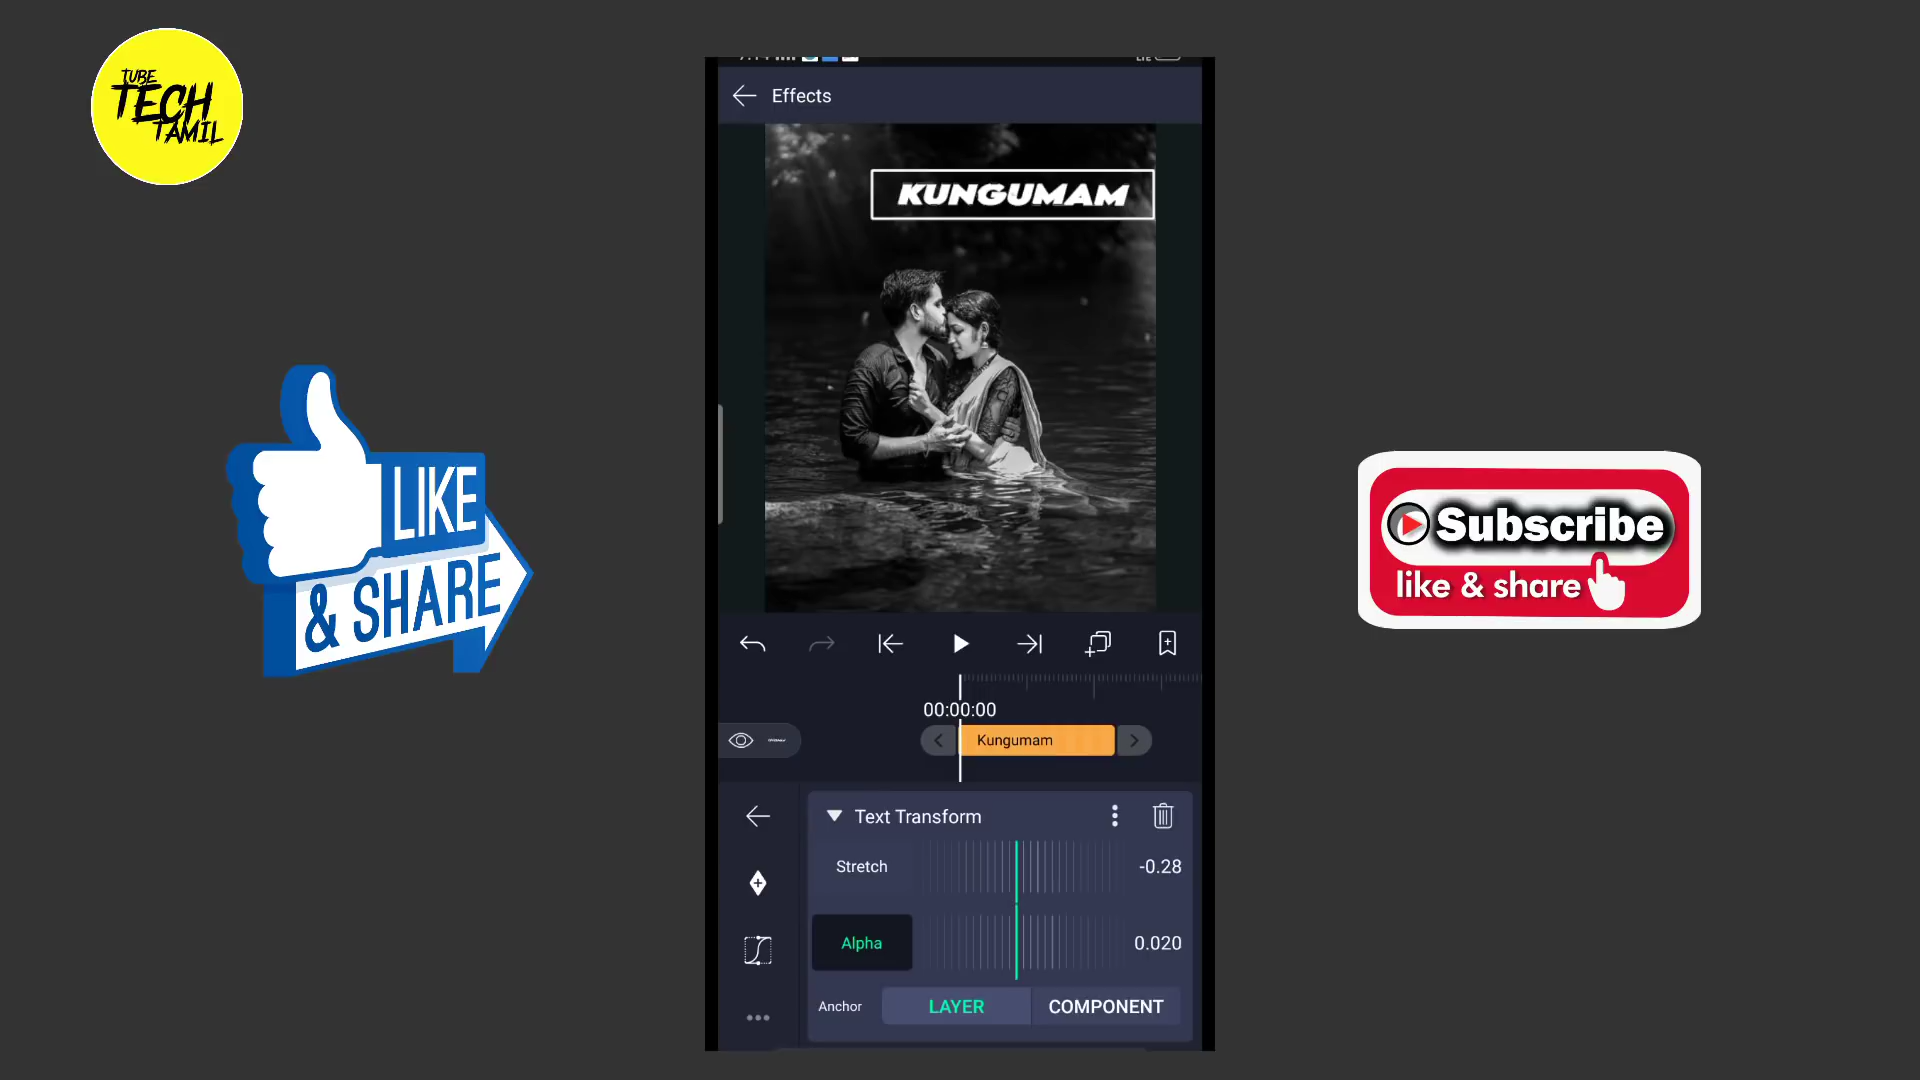 TUBE
TECH
TAMIL
Effects
KUNGUMAM
LIKE
& SHARE
Subscribe
like & share
00:00:00
Kungumam
Text Transform
Stretch
-0.28
Alpha
0.020
Anchor
LAYER
COMPONENT